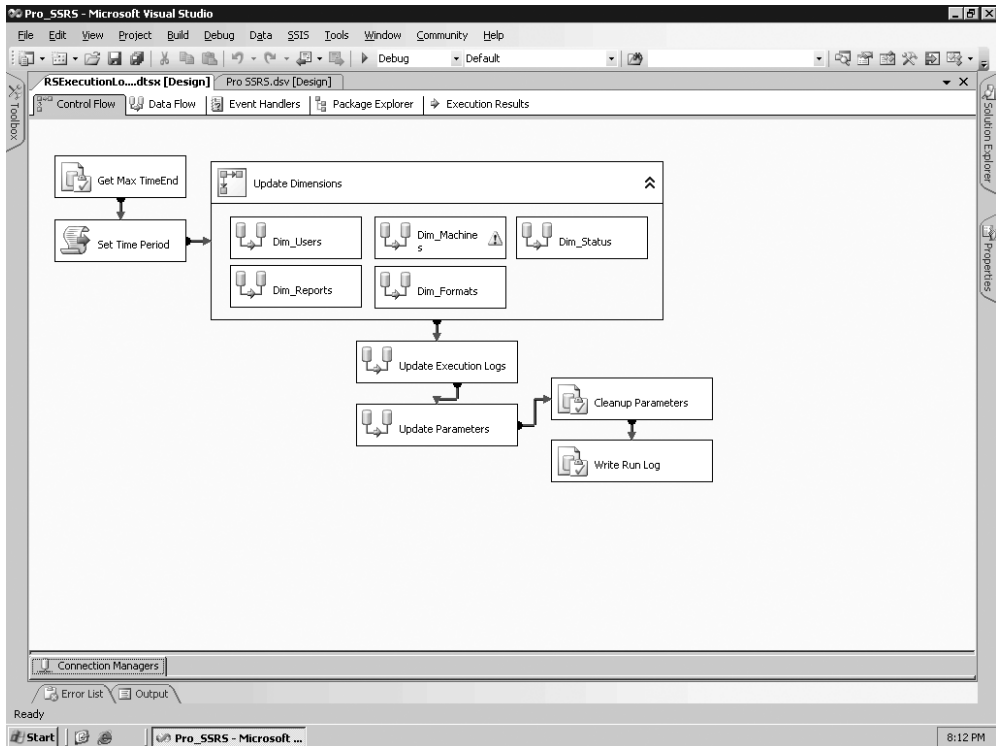 Pro_SSRS - Microsoft Visual Studio
File Edit View Project Build Debug Data SSIS Tools Window Community Help
Debug Default
RSExecutionLo....dtsx [Design] Pro SSRS.dsv [Design]
Control Flow Data Flow Event Handlers Package Explorer Execution Results
Toolbox
Solution Explorer
Properties
Get Max TimeEnd
Set Time Period
Update Dimensions
Dim_Users
Dim_Machine
s
Dim_Status
Dim_Reports
Dim_Formats
Update Execution Logs
Update Parameters
Cleanup Parameters
Write Run Log
Connection Managers
Error List Output
Ready
Start Pro_SSRS - Microsoft ... 8:12 PM